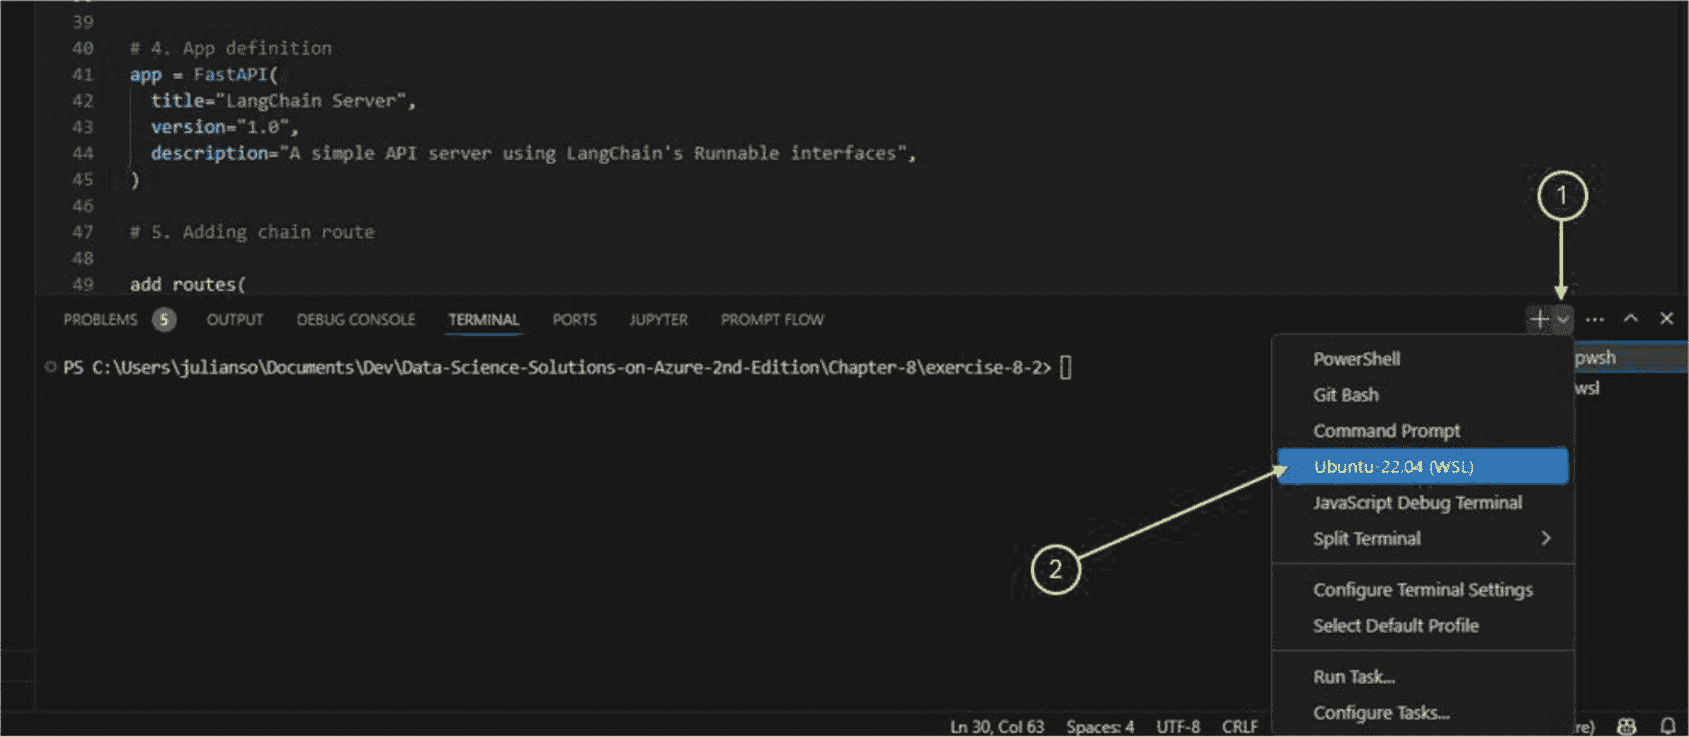 39
40 # 4. App definition
41 app = FastAPI(
42 title="LangChain Server",
43 version="1.0",
44 description="A simple API server using LangChain's Runnable interfaces",
45 )
46
47 # 5. Adding chain route
48
49 add routes(
1
PROBLEMS 5 OUTPUT DEBUG CONSOLE TERMINAL PORTS JUPYTER PROMPT FLOW
PS C:\Users\julianso\Documents\Dev\Data-Science-Solutions-on-Azure-2nd-Edition\Chapter-8\exercise-8-2>
pwsh
wsl
PowerShell
Git Bash
Command Prompt
Ubuntu-22.04 (WSL)
JavaScript Debug Terminal
Split Terminal
2
Configure Terminal Settings
Select Default Profile
Run Task...
Configure Tasks...
Ln 30, Col 63 Spaces: 4 UTF-8 CRLF re)